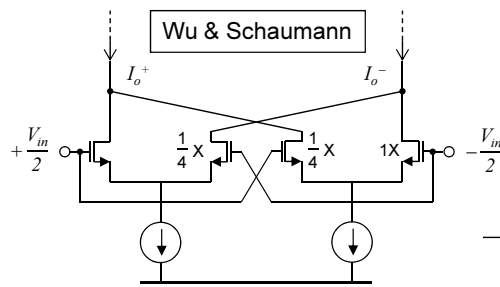 Wu & Schaumann
I_o^+ I_o^-
+ V_in/2 1/4 X 1/4 X 1X - V_in/2